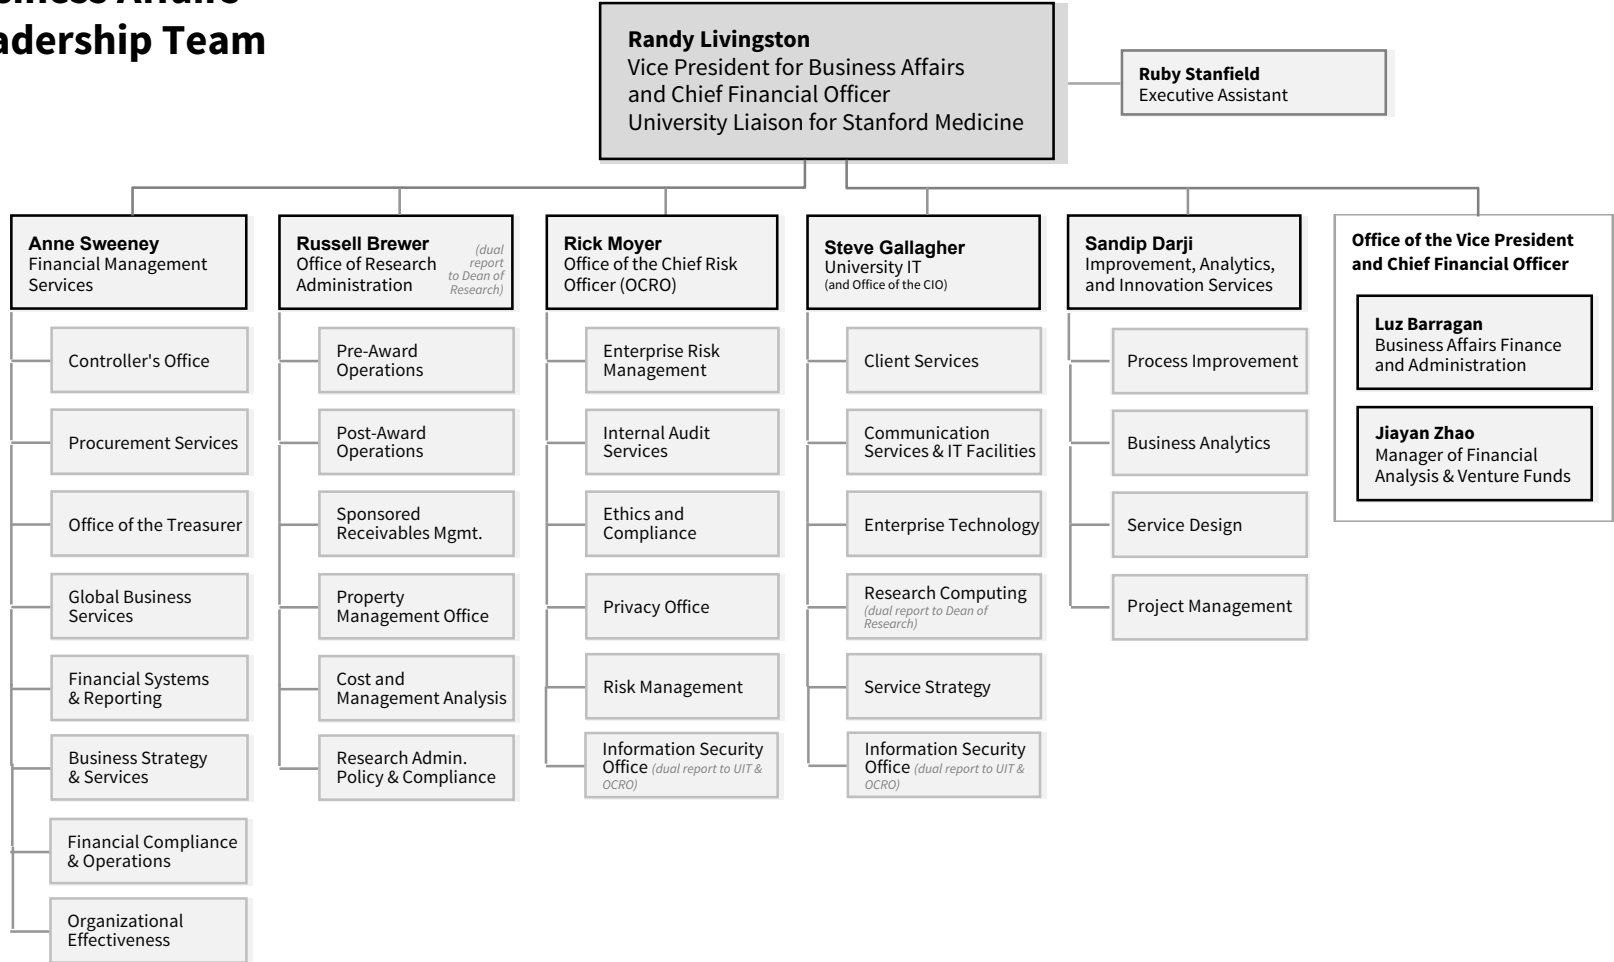 adership Team
Randy Livingston
Vice President for Business Affairs
and Chief Financial Officer
University Liaison for Stanford Medicine
Ruby Stanfield
Executive Assistant
Anne Sweeney
Financial Management
Services
Controller's Office
Procurement Services
Office of the Treasurer
Global Business
Services
Financial Systems
& Reporting
Business Strategy
& Services
Financial Compliance
& Operations
Organizational
Effectiveness
Russell Brewer
Office of Research
Administration
(dual
report
to Dean of
Research)
Pre-Award
Operations
Post-Award
Operations
Sponsored
Receivables Mgmt.
Property
Management Office
Cost and
Management Analysis
Research Admin.
Policy & Compliance
Rick Moyer
Office of the Chief Risk
Officer (OCRO)
Enterprise Risk
Management
Internal Audit
Services
Ethics and
Compliance
Privacy Office
Risk Management
Information Security
Office (dual report to UIT &
OCRO)
Steve Gallagher
University IT
(and Office of the CIO)
Client Services
Communication
Services & IT Facilities
Enterprise Technology
Research Computing
(dual report to Dean of
Research)
Service Strategy
Information Security
Office (dual report to UIT &
OCRO)
Sandip Darji
Improvement, Analytics,
and Innovation Services
Process Improvement
Business Analytics
Service Design
Project Management
Office of the Vice President
and Chief Financial Officer
Luz Barragan
Business Affairs Finance
and Administration
Jiayan Zhao
Manager of Financial
Analysis & Venture Funds